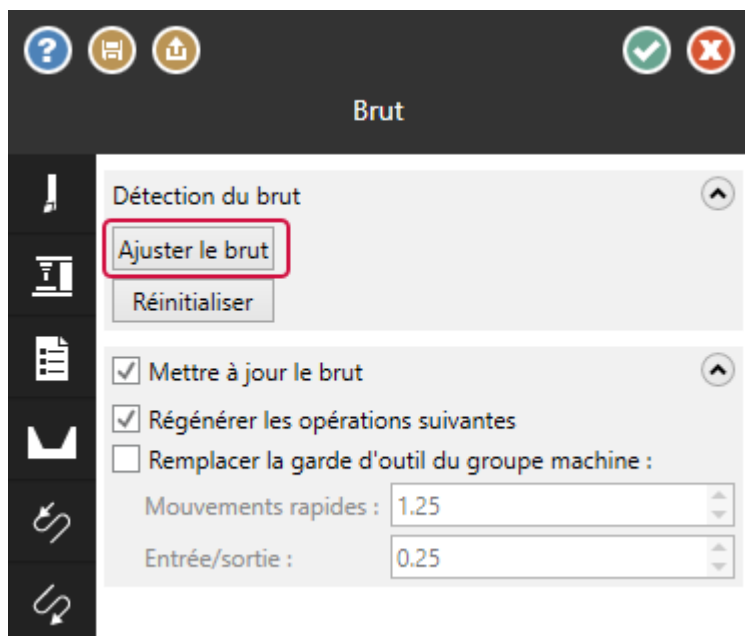 Brut
Détection du brut
Ajuster le brut
Réinitialiser
Mettre à jour le brut
Régénérer les opérations suivantes
Remplacer la garde d'outil du groupe machine :
Mouvements rapides : 1.25
Entrée/sortie : 0.25